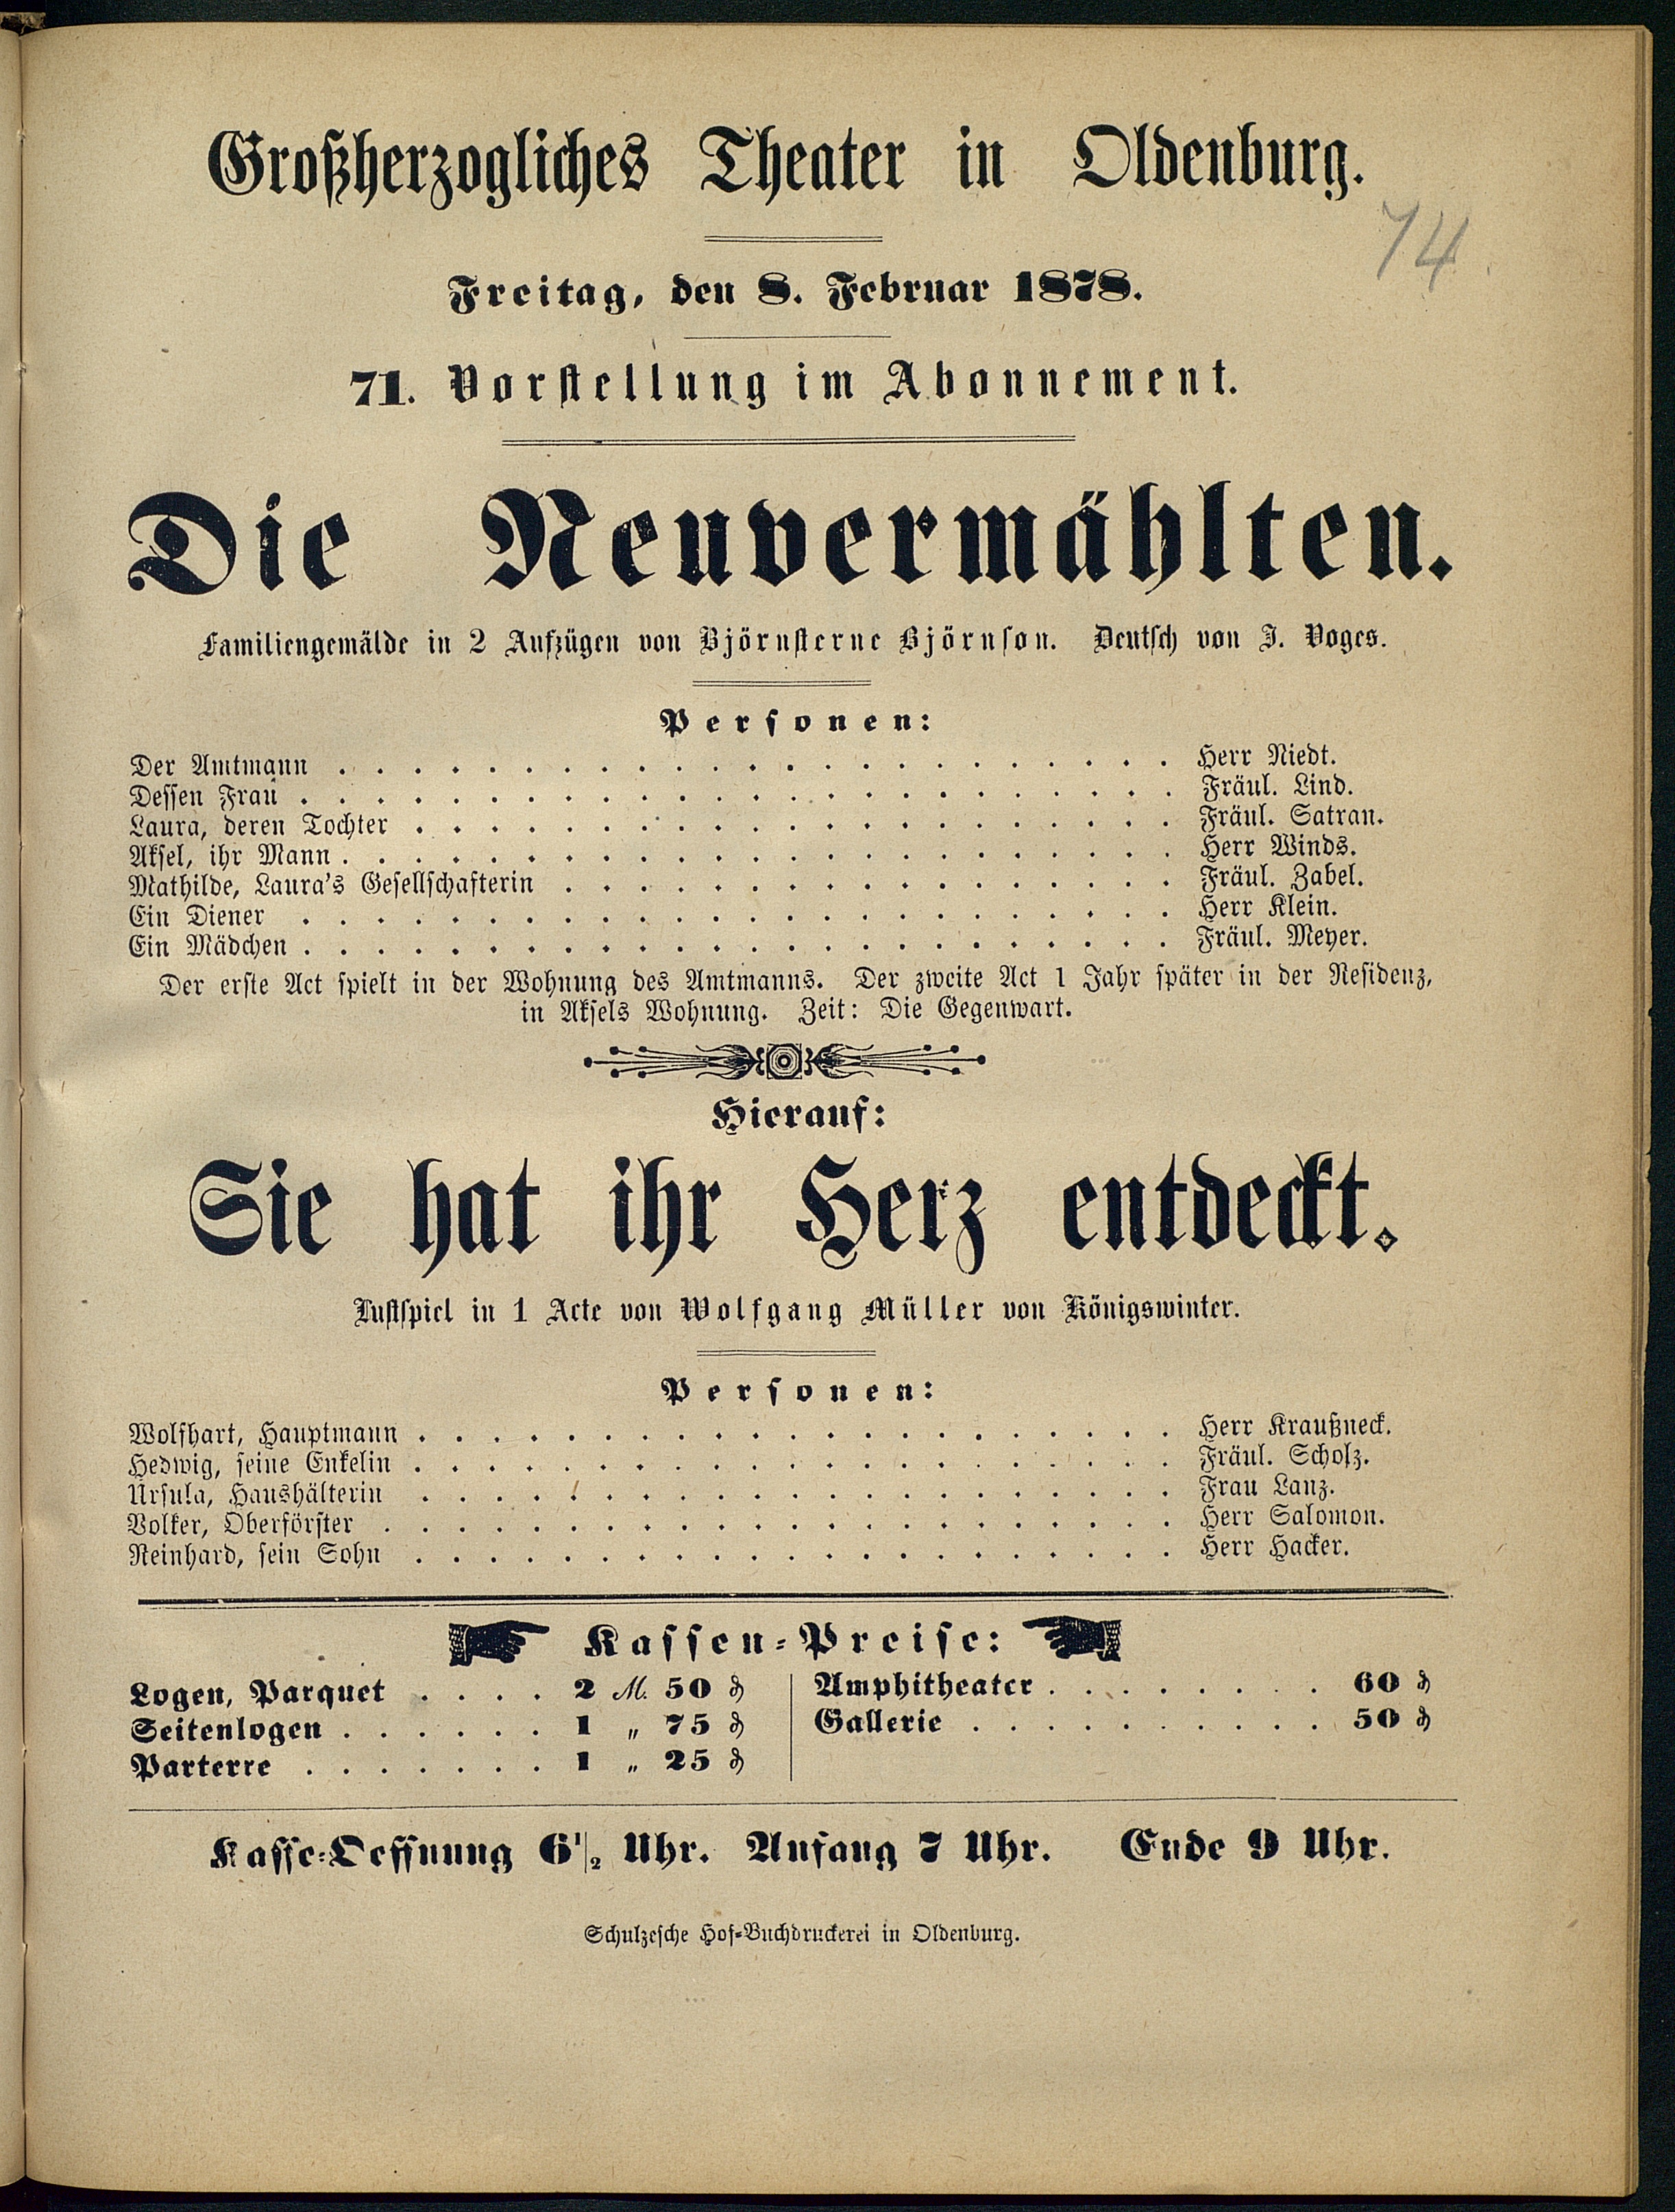 Großherzogliches Theater in Oldenburg.
74
Freitag, den 8. Februar 1878.
71. Vorstellung im Abonnement.
Die Neuvermählten.
Familiengemälde in 2 Aufzügen von Björnsterne Björnson. Deutsch von J. Voges.
Personen:
Der Amtmann . . . . . Herr Niedt.
Dessen Frau . . . . . Fräul. Lind.
Laura, deren Tochter . . . . . Fräul. Satran.
Aksel, ihr Mann . . . . . Herr Winds.
Mathilde, Laura's Gesellschafterin . . . . . Fräul. Zabel.
Ein Diener . . . . . Herr Klein.
Ein Mädchen . . . . . Fräul. Meyer.
Der erste Act spielt in der Wohnung des Amtmanns. Der zweite Act 1 Jahr später in der Residenz,
in Aksels Wohnung. Zeit: Die Gegenwart.
Hierauf:
Sie hat ihr Herz entdeckt.
Lustspiel in 1 Acte von Wolfgang Müller von Königswinter.
Personen:
Wolfhart, Hauptmann . . . . . Herr Kraußneck.
Hedwig, seine Enkelin . . . . . Fräul. Scholz.
Ursula, Haushälterin . . . . . Frau Lanz.
Volker, Oberförster . . . . . Herr Salomon.
Reinhard, sein Sohn . . . . . Herr Hacker.
Kassen-Preise:
Logen, Parquet . . . . 2 M. 50 ₰
Seitenlogen . . . . . . 1 „ 75 ₰
Parterre . . . . . . . 1 „ 25 ₰
Amphitheater . . . . . . . . 60 ₰
Gallerie . . . . . . . . . . 50 ₰
Kasse-Oeffnung 6 1/2 Uhr. Anfang 7 Uhr. Ende 9 Uhr.
Schulzesche Hof-Buchdruckerei in Oldenburg.